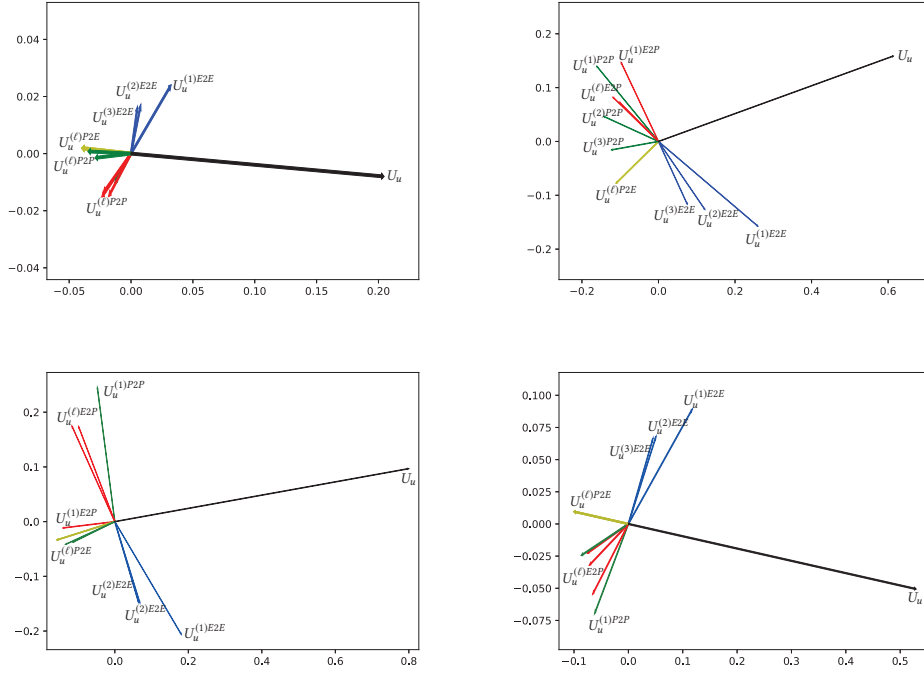 0.04
0.02
0.00
−0.02
−0.04
−0.05
0.00
0.05
0.10
0.15
0.20
U_u^{(2)E2E}
U_u^{(1)E2E}
U_u^{(3)E2E}
U_u^{(ℓ)P2E}
U_u^{(ℓ)P2P}
U_u
U_u^{(ℓ)P2P}
0.2
0.1
0.0
−0.1
−0.2
−0.2
0.0
0.2
0.4
0.6
U_u^{(1)E2P}
U_u^{(1)P2P}
U_u
U_u^{(ℓ)E2P}
U_u^{(2)P2P}
U_u^{(3)P2P}
U_u^{(ℓ)P2E}
U_u^{(3)E2E}
U_u^{(2)E2E}
U_u^{(1)E2E}
0.2
0.1
0.0
−0.1
−0.2
0.0
0.2
0.4
0.6
0.8
U_u^{(1)P2P}
U_u^{(ℓ)E2P}
U_u
U_u^{(1)E2P}
U_u^{(ℓ)P2E}
U_u^{(2)E2E}
U_u^{(2)E2E}
U_u^{(1)E2E}
0.100
0.075
0.050
0.025
0.000
−0.025
−0.050
−0.075
−0.1
0.0
0.1
0.2
0.3
0.4
0.5
U_u^{(1)E2E}
U_u^{(2)E2E}
U_u^{(3)E2E}
U_u^{(ℓ)P2E}
U_u^{(ℓ)E2P}
U_u
U_u^{(1)P2P}